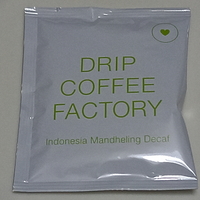 DRIP
COFFEE
FACTORY
Indonesia Mandheling Decaf